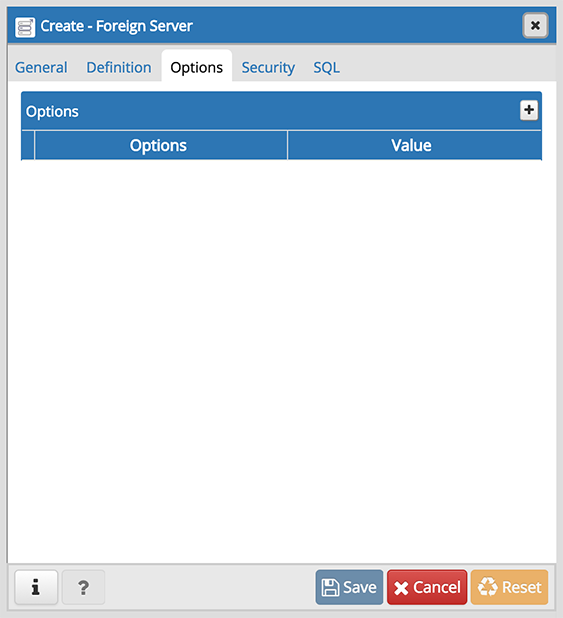 Create - Foreign Server
General Definition Options Security SQL
Options
Options Value
i ? Save Cancel Reset